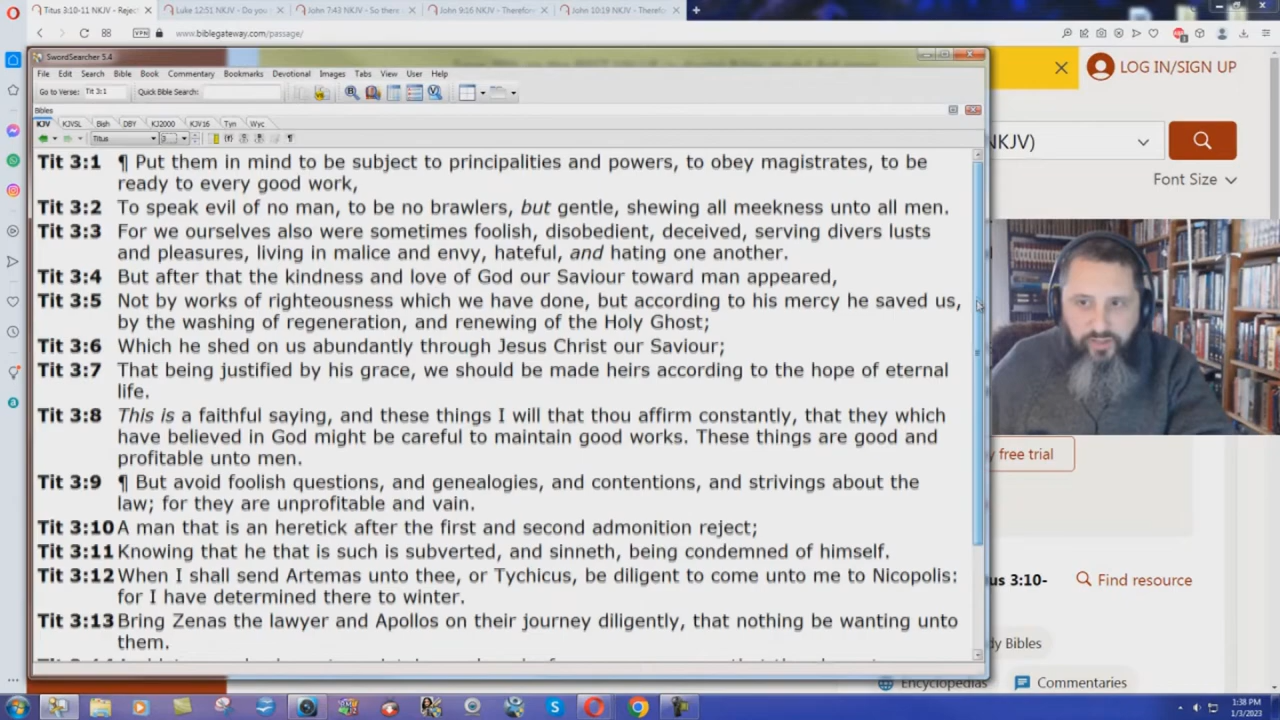 Titus 3:10-11 NKJV - Reject
Luke 12:51 NKJV - Do you
John 7:43 NKJV - So there
John 9:16 NKJV - Therefore
John 10:19 NKJV - Therefo
88 VPN www.biblegateway.com/passage/
SwordSearcher 5.4
LOG IN/SIGN UP
File Edit Search Bible Book Commentary Bookmarks Devotional Images Tabs View User Help
Go to Verse: Tit 3:1 Quick Bible Search:
Bibles
KJV KJVSL Bish DBY KJ2000 KJV16 Tyn Wyc
NKJV)
Titus 3
Font Size
Tit 3:1 ¶ Put them in mind to be subject to principalities and powers, to obey magistrates, to be
ready to every good work,
Tit 3:2 To speak evil of no man, to be no brawlers, but gentle, shewing all meekness unto all men.
Tit 3:3 For we ourselves also were sometimes foolish, disobedient, deceived, serving divers lusts
and pleasures, living in malice and envy, hateful, and hating one another.
Tit 3:4 But after that the kindness and love of God our Saviour toward man appeared,
Tit 3:5 Not by works of righteousness which we have done, but according to his mercy he saved us,
by the washing of regeneration, and renewing of the Holy Ghost;
Tit 3:6 Which he shed on us abundantly through Jesus Christ our Saviour;
Tit 3:7 That being justified by his grace, we should be made heirs according to the hope of eternal
life.
Tit 3:8 This is a faithful saying, and these things I will that thou affirm constantly, that they which
have believed in God might be careful to maintain good works. These things are good and
profitable unto men.
Tit 3:9 ¶ But avoid foolish questions, and genealogies, and contentions, and strivings about the
law; for they are unprofitable and vain.
Tit 3:10 A man that is an heretick after the first and second admonition reject;
Tit 3:11 Knowing that he that is such is subverted, and sinneth, being condemned of himself.
Tit 3:12 When I shall send Artemas unto thee, or Tychicus, be diligent to come unto me to Nicopolis:
for I have determined there to winter.
Tit 3:13 Bring Zenas the lawyer and Apollos on their journey diligently, that nothing be wanting unto
them.
free trial
us 3:10-
Find resource
dy Bibles
Encyclopedias
Commentaries
1:38 PM
1/3/2023